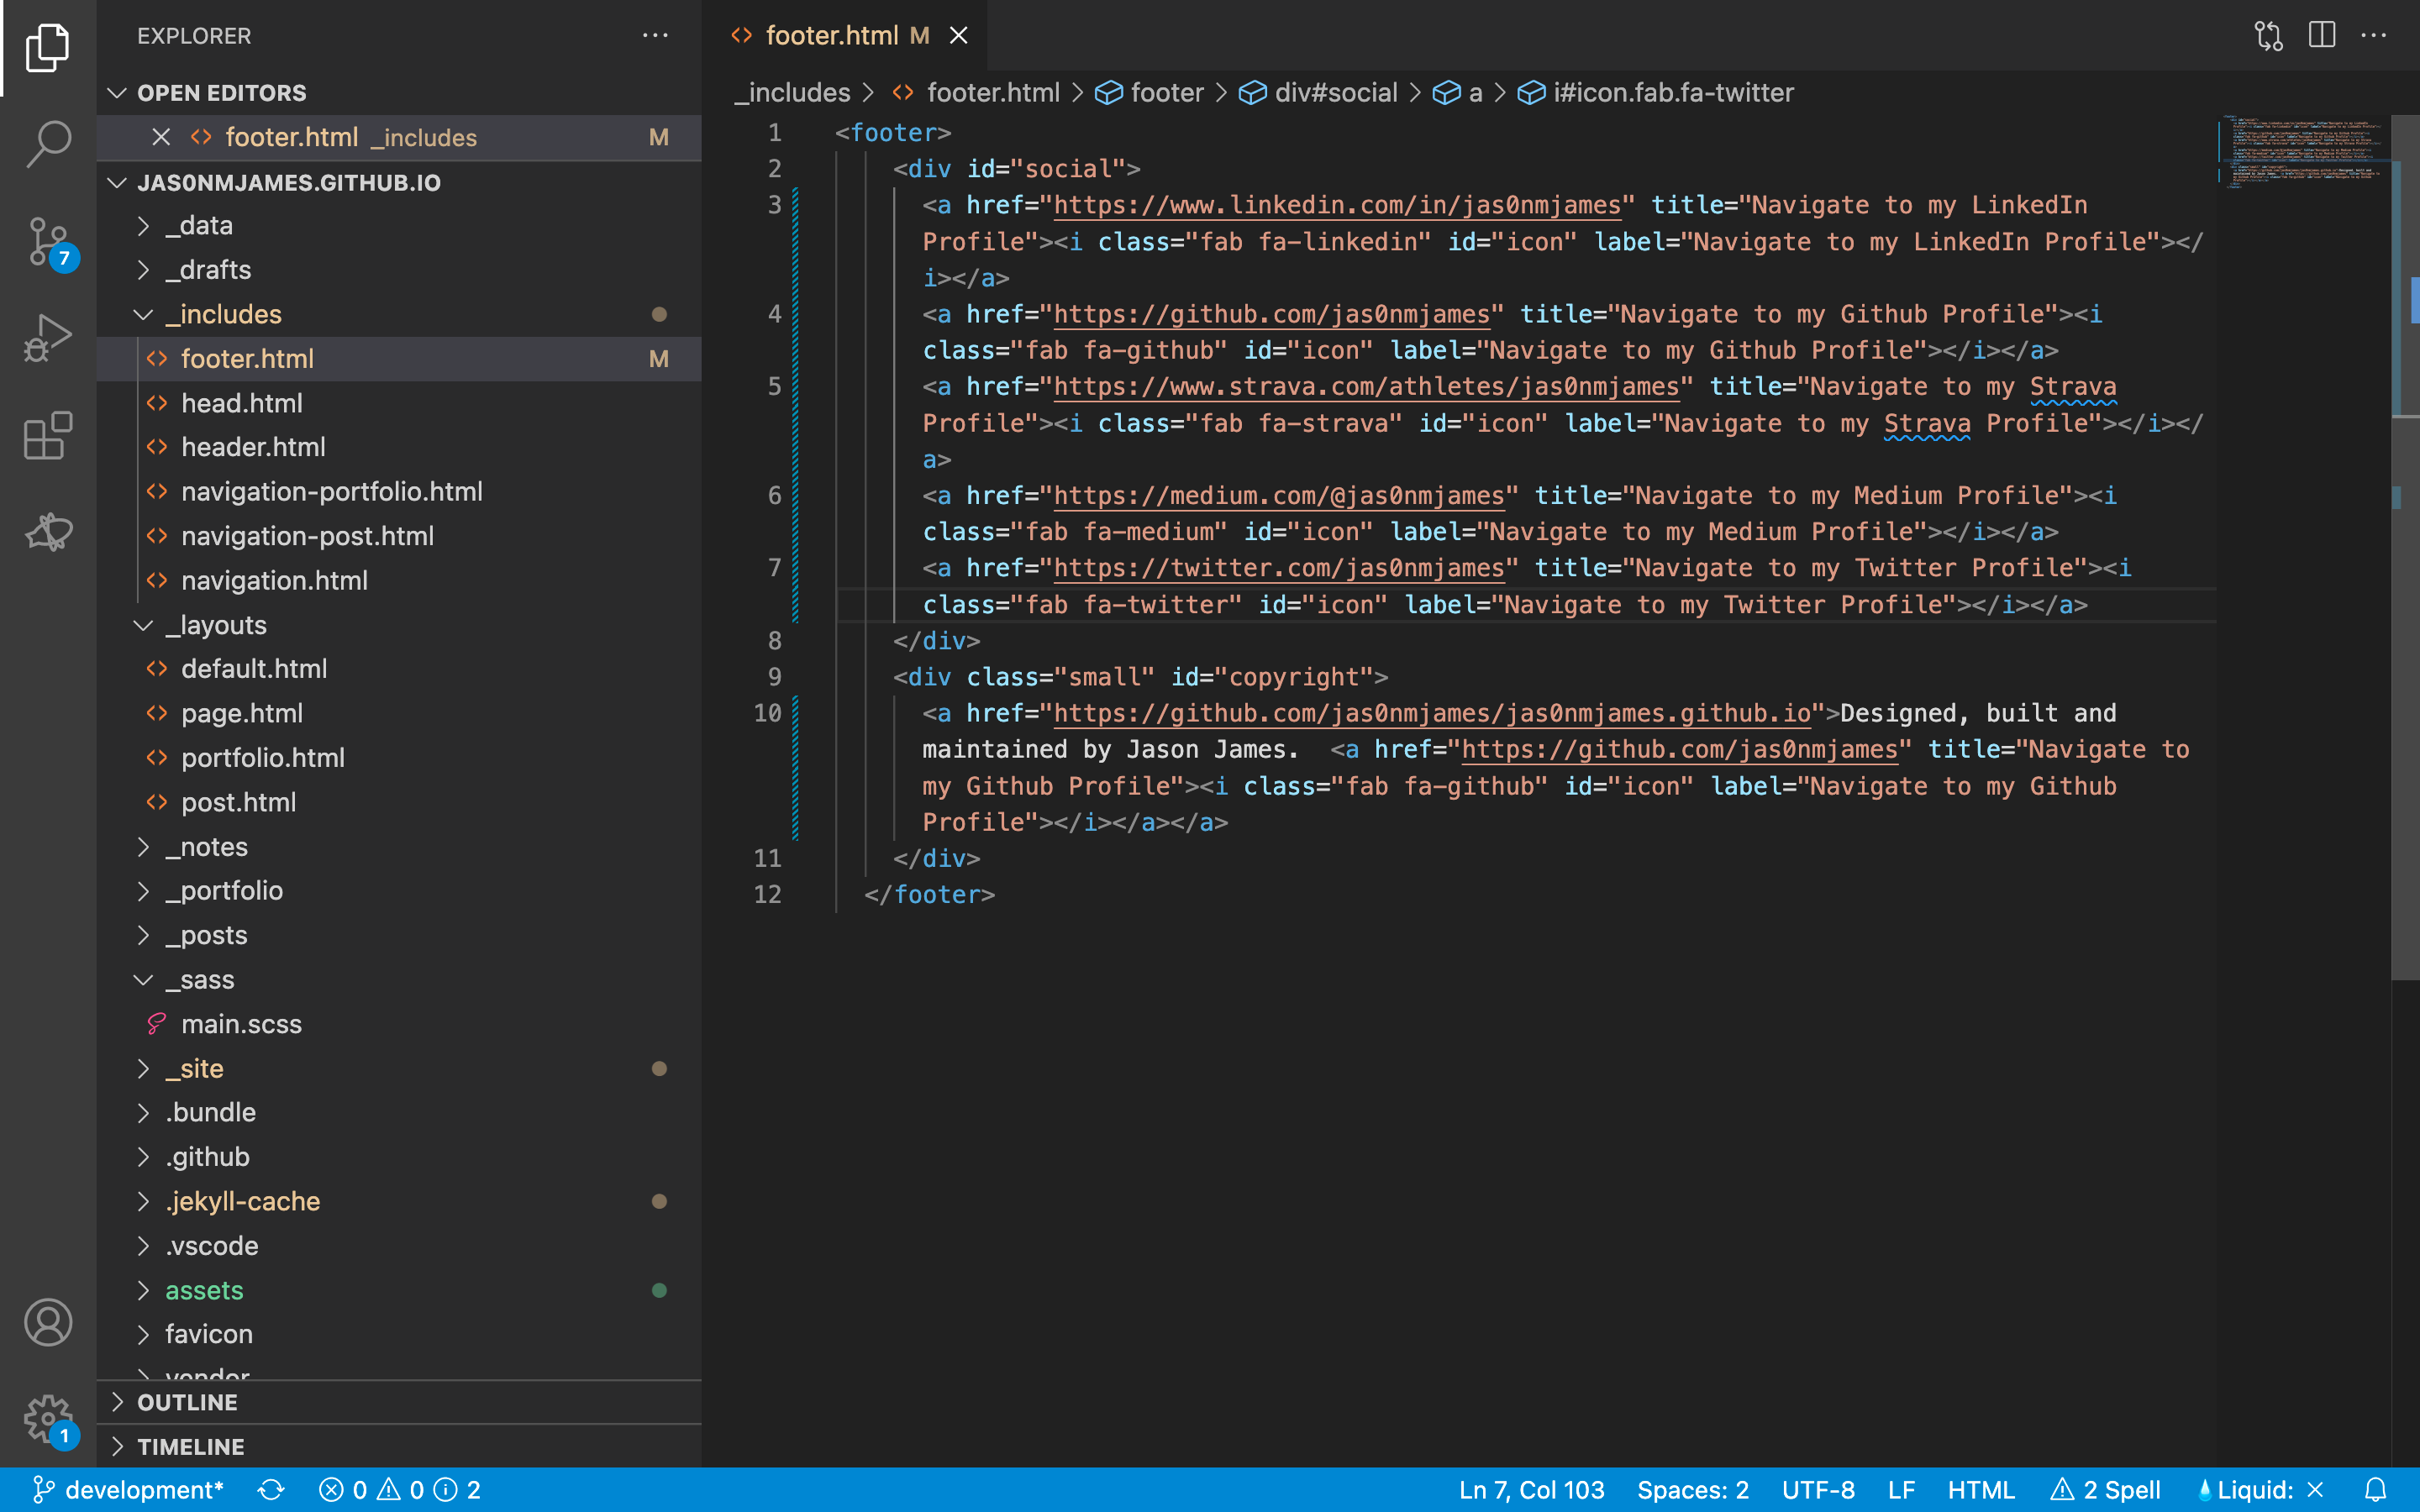 EXPLORER
OPEN EDITORS
footer.html _includes M
JAS0NMJAMES.GITHUB.IO
_data
_drafts
_includes
footer.html M
head.html
header.html
navigation-portfolio.html
navigation-post.html
navigation.html
_layouts
default.html
page.html
portfolio.html
post.html
_notes
_portfolio
_posts
_sass
main.scss
_site
.bundle
.github
.jekyll-cache
.vscode
assets
favicon
vendor
OUTLINE
TIMELINE
7
1
footer.html M
_includes > footer.html > footer > div#social > a > i#icon.fab.fa-twitter
1 <footer>
2 <div id="social">
3 <a href="https://www.linkedin.com/in/jas0nmjames" title="Navigate to my LinkedIn
Profile"><i class="fab fa-linkedin" id="icon" label="Navigate to my LinkedIn Profile"></
i></a>
4 <a href="https://github.com/jas0nmjames" title="Navigate to my Github Profile"><i
class="fab fa-github" id="icon" label="Navigate to my Github Profile"></i></a>
5 <a href="https://www.strava.com/athletes/jas0nmjames" title="Navigate to my Strava
Profile"><i class="fab fa-strava" id="icon" label="Navigate to my Strava Profile"></i></
a>
6 <a href="https://medium.com/@jas0nmjames" title="Navigate to my Medium Profile"><i
class="fab fa-medium" id="icon" label="Navigate to my Medium Profile"></i></a>
7 <a href="https://twitter.com/jas0nmjames" title="Navigate to my Twitter Profile"><i
class="fab fa-twitter" id="icon" label="Navigate to my Twitter Profile"></i></a>
8 </div>
9 <div class="small" id="copyright">
10 <a href="https://github.com/jas0nmjames/jas0nmjames.github.io">Designed, built and
maintained by Jason James.  <a href="https://github.com/jas0nmjames" title="Navigate to
my Github Profile"><i class="fab fa-github" id="icon" label="Navigate to my Github
Profile"></i></a></a>
11 </div>
12 </footer>
development* 0 0 2 Ln 7, Col 103 Spaces: 2 UTF-8 LF HTML 2 Spell Liquid: ×